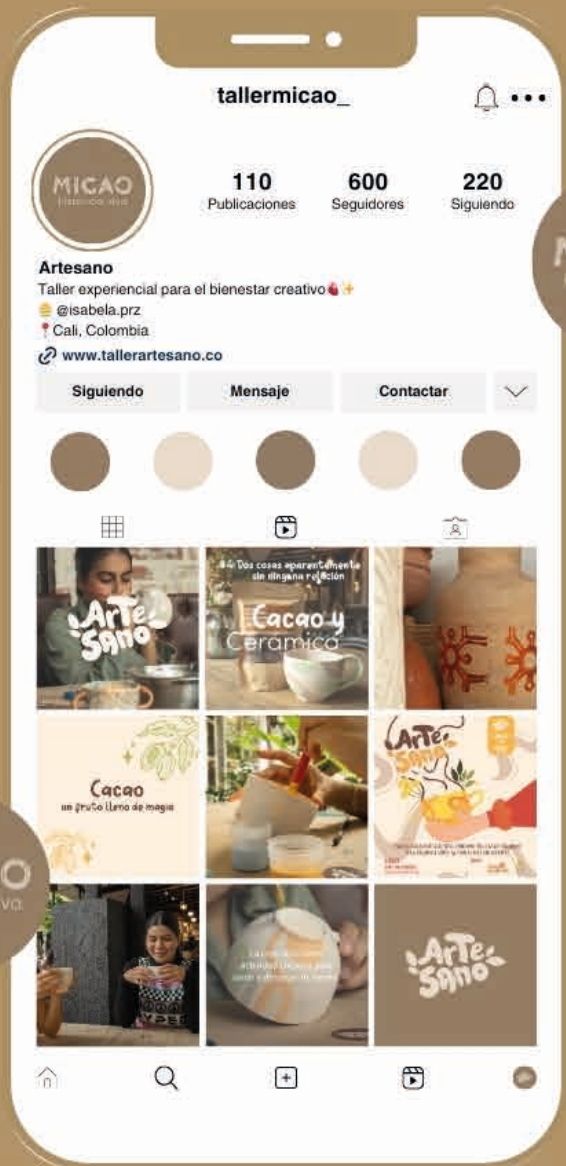 tallermicao_
MICAO
110
Publicaciones
600
Seguidores
220
Siguiendo
Artesano
Taller experiencial para el bienestar creativo
@isabela.prz
Cali, Colombia
www.tallerartesano.co
Siguiendo
Mensaje
Contactar
ArTe
Sano
Dos cosas aparentemente
sin ninguna relación
Cacao y
Ceramica
Cacao
un fruto lleno de magia
ArTe
Sano
ArTe
Sano